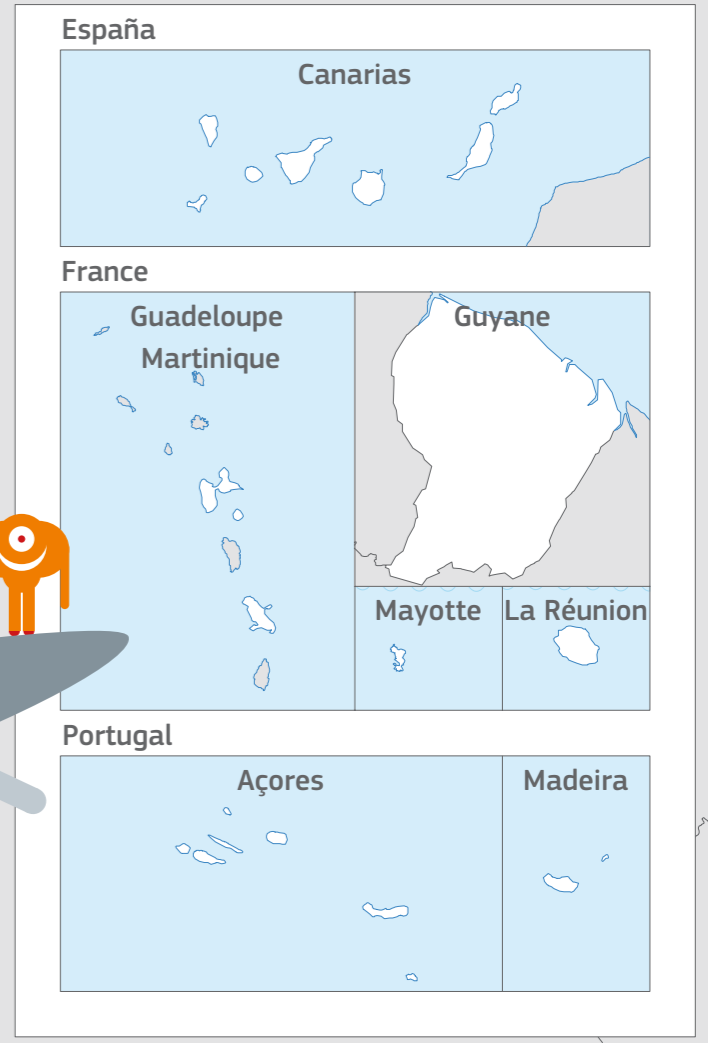 España
Canarias
France
Guadeloupe
Martinique
Guyane
Mayotte
La Réunion
Portugal
Açores
Madeira